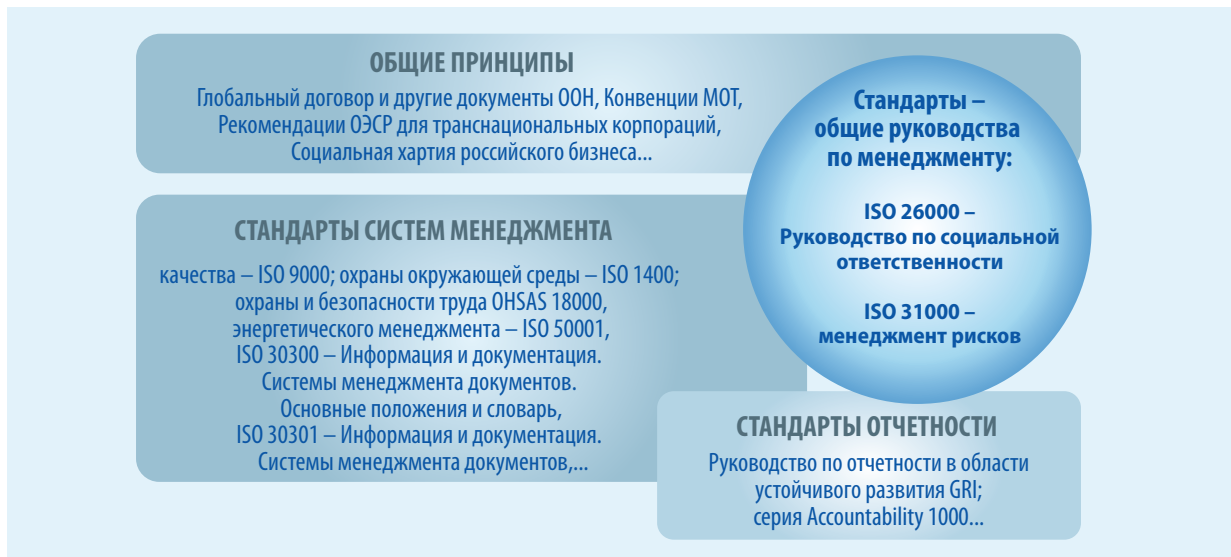 ОБЩИЕ ПРИНЦИПЫ
Глобальный договор и другие документы ООН, Конвенции МОТ,
Рекомендации ОЭСР для транснациональных корпораций,
Социальная хартия российского бизнеса...
Стандарты –
общие руководства
по менеджменту:
ISO 26000 –
Руководство по социальной
ответственности
ISO 31000 –
менеджмент рисков
СТАНДАРТЫ СИСТЕМ МЕНЕДЖМЕНТА
качества – ISO 9000; охраны окружающей среды – ISO 1400;
охраны и безопасности труда OHSAS 18000,
энергетического менеджмента – ISO 50001,
ISO 30300 – Информация и документация.
Системы менеджмента документов.
Основные положения и словарь,
ISO 30301 – Информация и документация.
Системы менеджмента документов,...
СТАНДАРТЫ ОТЧЕТНОСТИ
Руководство по отчетности в области
устойчивого развития GRI;
серия Accountability 1000...